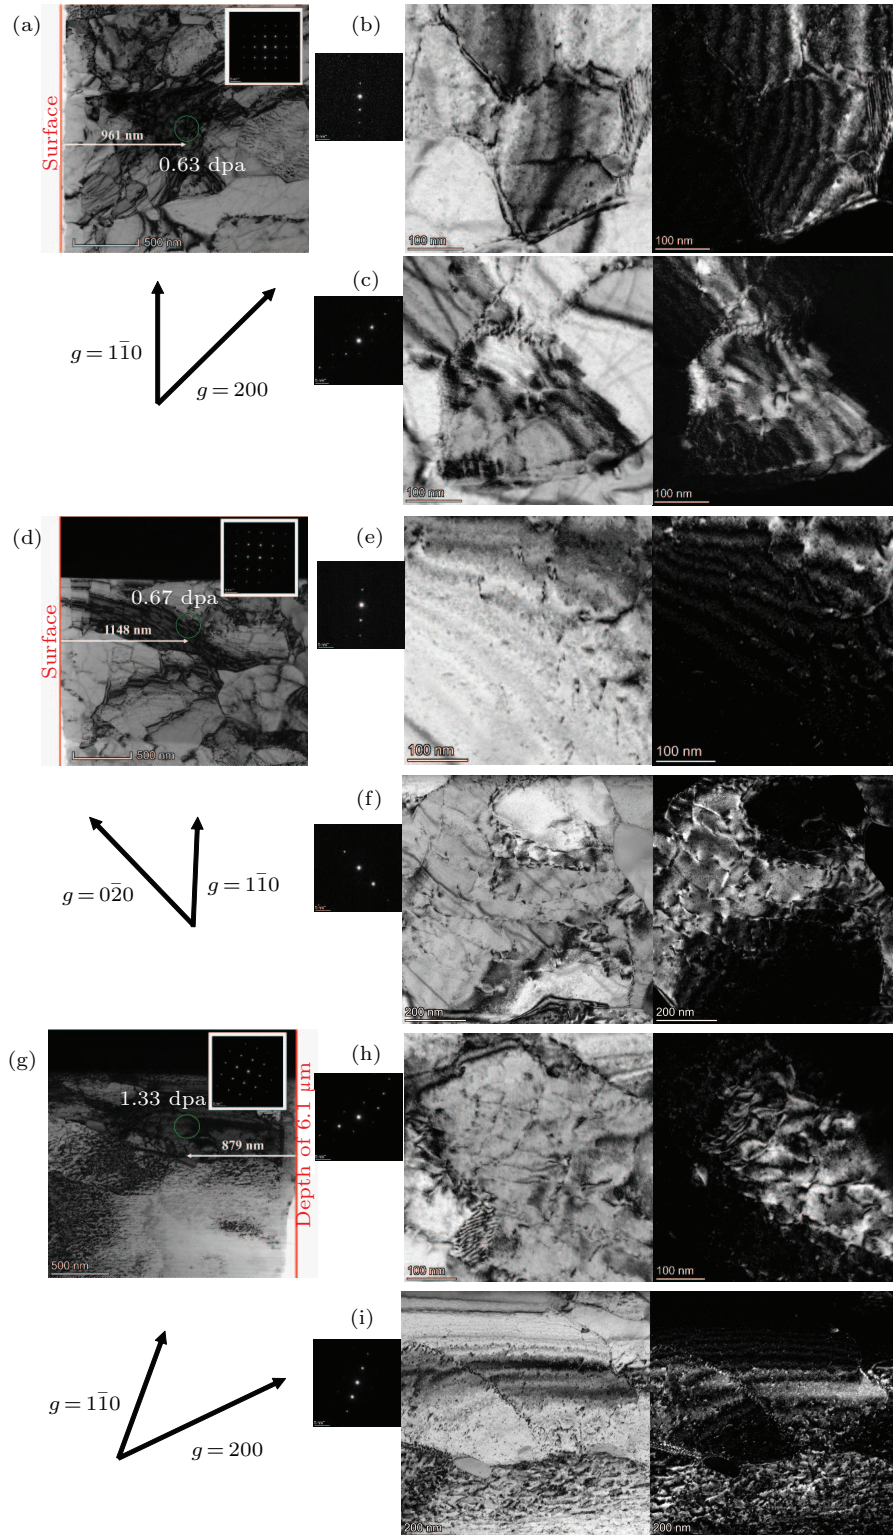 (a)
Surface
961 nm
0.63 dpa
500 nm
(b)
100 nm
100 nm
g = 11̄0
g = 200
(c)
100 nm
100 nm
(d)
Surface
0.67 dpa
1148 nm
500 nm
(e)
100 nm
100 nm
g = 02̄0
g = 11̄0
(f)
200 nm
200 nm
(g)
1.33 dpa
879 nm
Depth of 6.1 µm
500 nm
(h)
100 nm
100 nm
g = 11̄0
g = 200
(i)
200 nm
200 nm